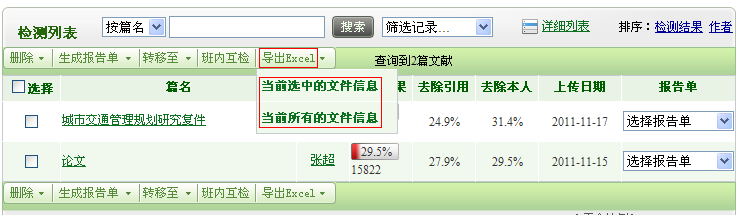 检测列表 按篇名 搜索 筛选记录… 详细列表 排序： 检测结果 作者
删除 生成报告单 转移至 班内互检 导出Excel 查询到2篇文献
选择 篇名 果 去除引用 去除本人 上传日期 报告单
当前选中的文件信息
当前所有的文件信息
城市交通管理规划研究复件 24.9% 31.4% 2011-11-17 选择报告单
论文 张超 29.5% 15822 27.9% 29.5% 2011-11-15 选择报告单
删除 生成报告单 转移至 班内互检 导出Excel